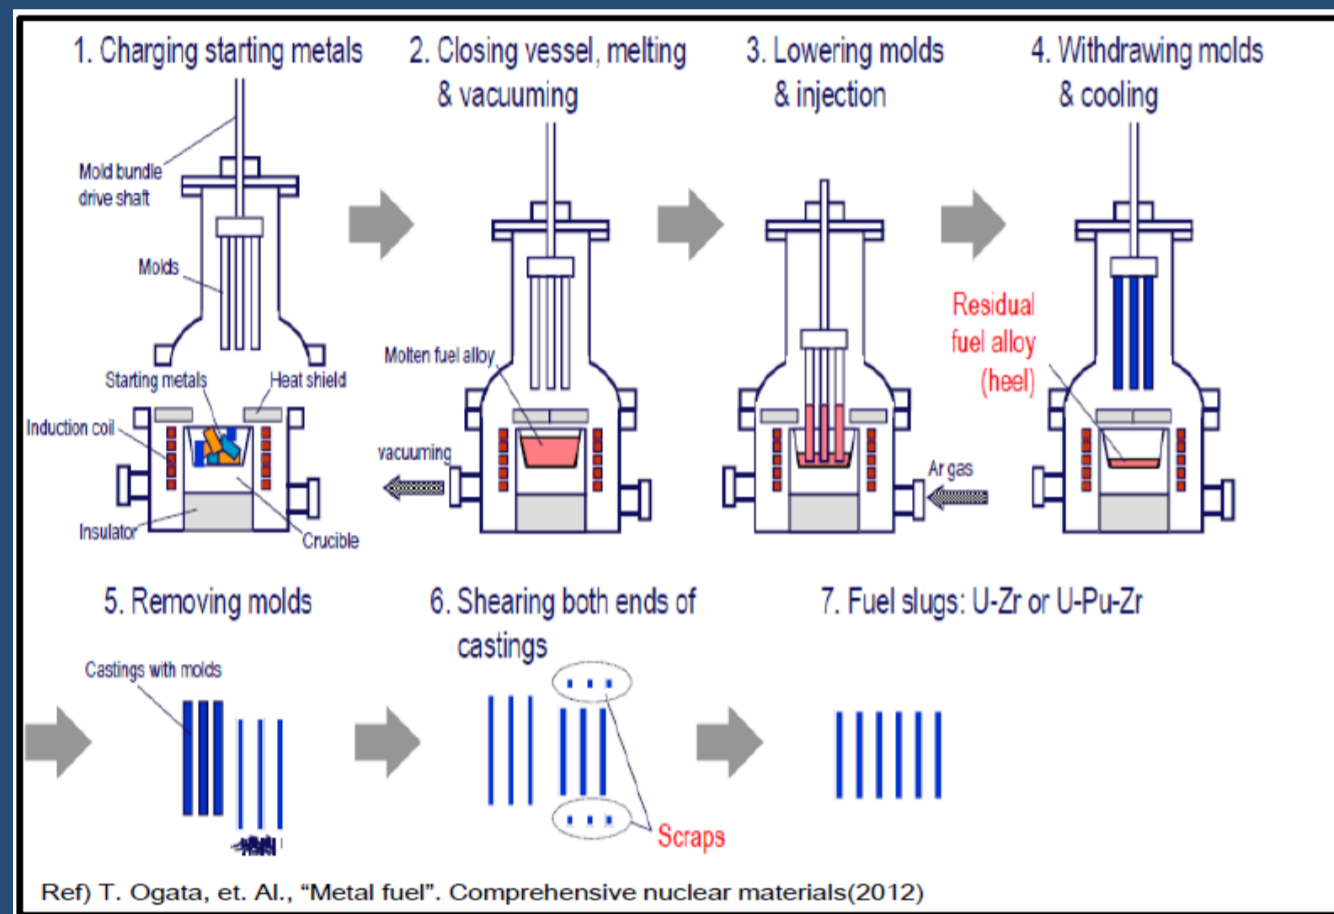 1. Charging starting metals
2. Closing vessel, melting
& vacuuming
3. Lowering molds
& injection
4. Withdrawing molds
& cooling
Mold bundle
drive shaft
Molds
Starting metals
Heat shield
Induction coil
Insulator
Crucible
Molten fuel alloy
vacuuming
Ar gas
Residual
fuel alloy
(heel)
5. Removing molds
6. Shearing both ends of
castings
7. Fuel slugs: U-Zr or U-Pu-Zr
Castings with molds
Scraps
Ref) T. Ogata, et. Al., “Metal fuel”. Comprehensive nuclear materials(2012)